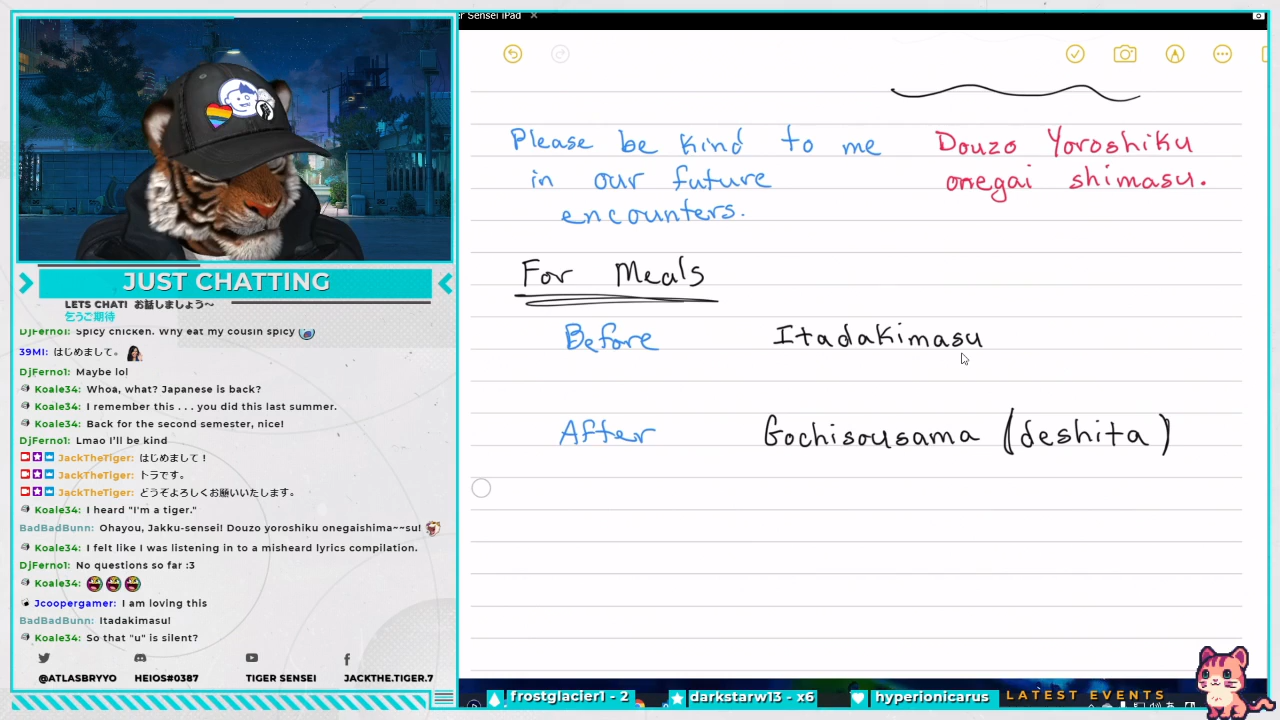 er Sensei iPad ×
Please be kind to me
in our future
encounters.
Douzo Yoroshiku
onegai shimasu.
For Meals
Before Itadakimasu
After Gochisousama (deshita)
JUST CHATTING
LETS CHAT! お話しましょう〜
乞うご期待
DjFerno1: Spicy chicken. Why eat my cousin spicy
39MI: はじめまして。
DjFerno1: Maybe lol
Koale34: Whoa, what? Japanese is back?
Koale34: I remember this . . . you did this last summer.
Koale34: Back for the second semester, nice!
DjFerno1: Lmao I'll be kind
JackTheTiger: はじめまして！
JackTheTiger: トラです。
JackTheTiger: どうぞよろしくお願いいたします。
Koale34: I heard "I'm a tiger."
BadBadBunn: Ohayou, Jakku-sensei! Douzo yoroshiku onegaishima~~su!
Koale34: I felt like I was listening in to a misheard lyrics compilation.
DjFerno1: No questions so far :3
Koale34:
Jcoopergamer: I am loving this
BadBadBunn: Itadakimasu!
Koale34: So that "u" is silent?
@ATLASBRYYO HEIOS#0387 TIGER SENSEI JACKTHE.TIGER.7
frostglacier1 - 2 darkstarw13 - x6 hyperionicarus LATEST EVENTS